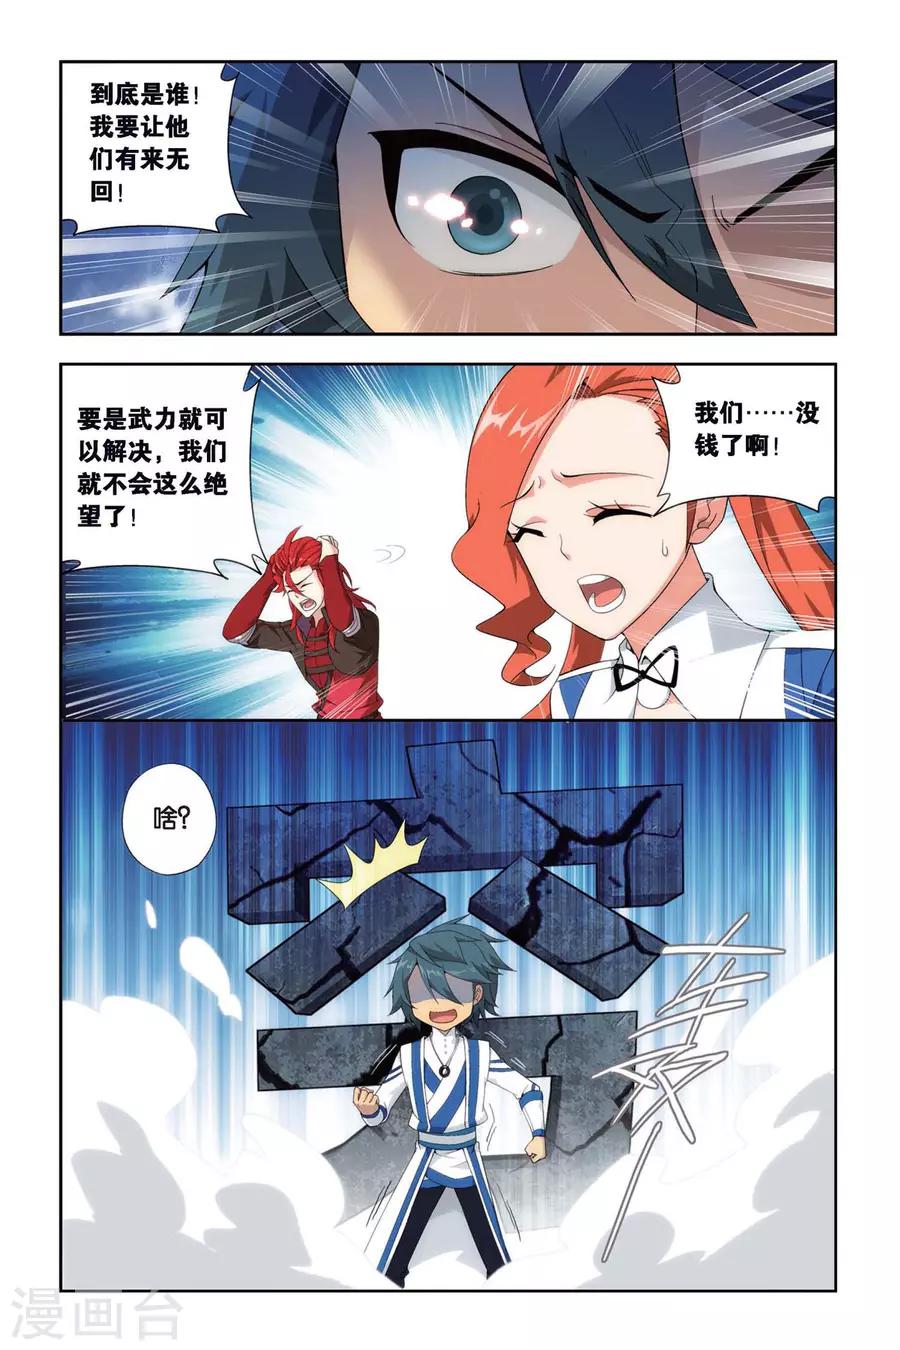 到底是谁！
我要让他
们有来无
回！
要是武力就可
以解决，我们
就不会这么绝
望了！
我们……没
钱了啊！
啥？
穷
漫画台